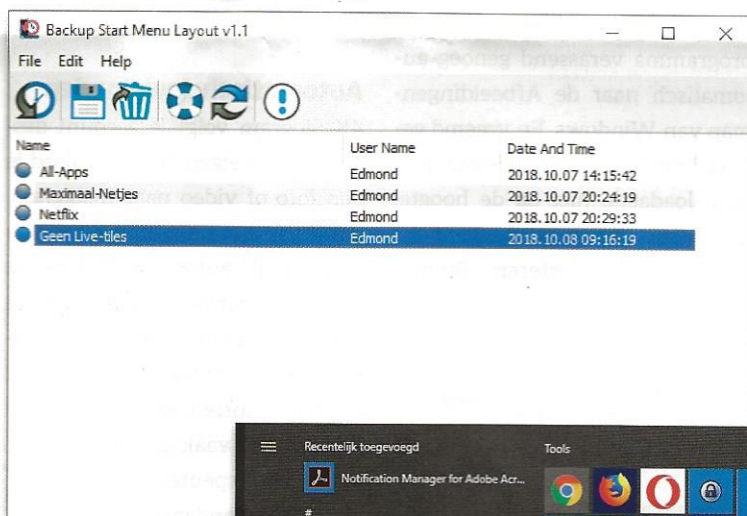 Backup Start Menu Layout v1.1
File Edit Help
Name User Name Date And Time
All-Apps Edmond 2018.10.07 14:15:42
Maximaal-Netjes Edmond 2018.10.07 20:24:19
Netflix Edmond 2018.10.07 20:29:33
Geen Live-tiles Edmond 2018.10.08 09:16:19
Recentelijk toegevoegd Tools
Notification Manager for Adobe Acr...
#